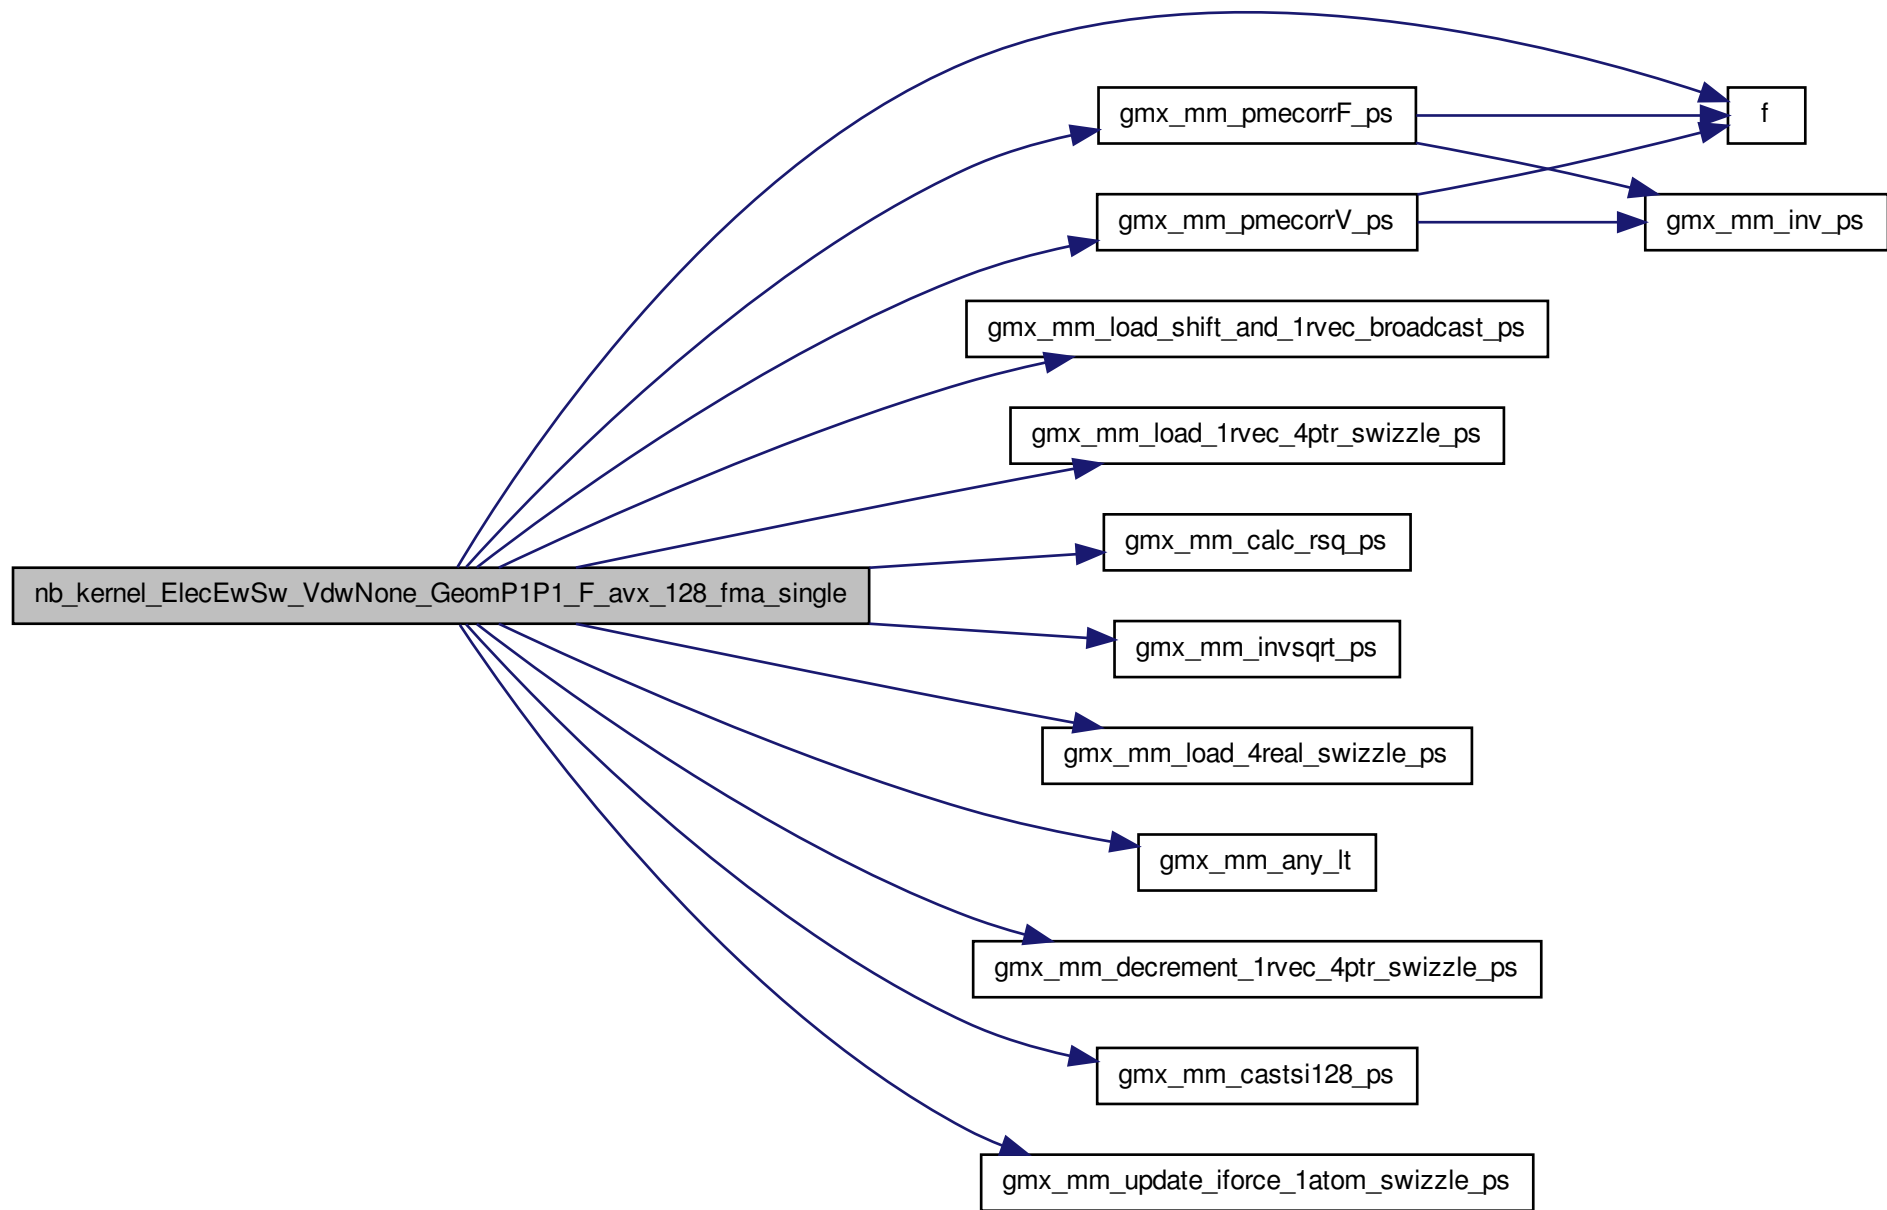 gmx_mm_pmecorrF_ps
f
gmx_mm_pmecorrV_ps
gmx_mm_inv_ps
gmx_mm_load_shift_and_1rvec_broadcast_ps
gmx_mm_load_1rvec_4ptr_swizzle_ps
gmx_mm_calc_rsq_ps
nb_kernel_ElecEwSw_VdwNone_GeomP1P1_F_avx_128_fma_single
gmx_mm_invsqrt_ps
gmx_mm_load_4real_swizzle_ps
gmx_mm_any_lt
gmx_mm_decrement_1rvec_4ptr_swizzle_ps
gmx_mm_castsi128_ps
gmx_mm_update_iforce_1atom_swizzle_ps